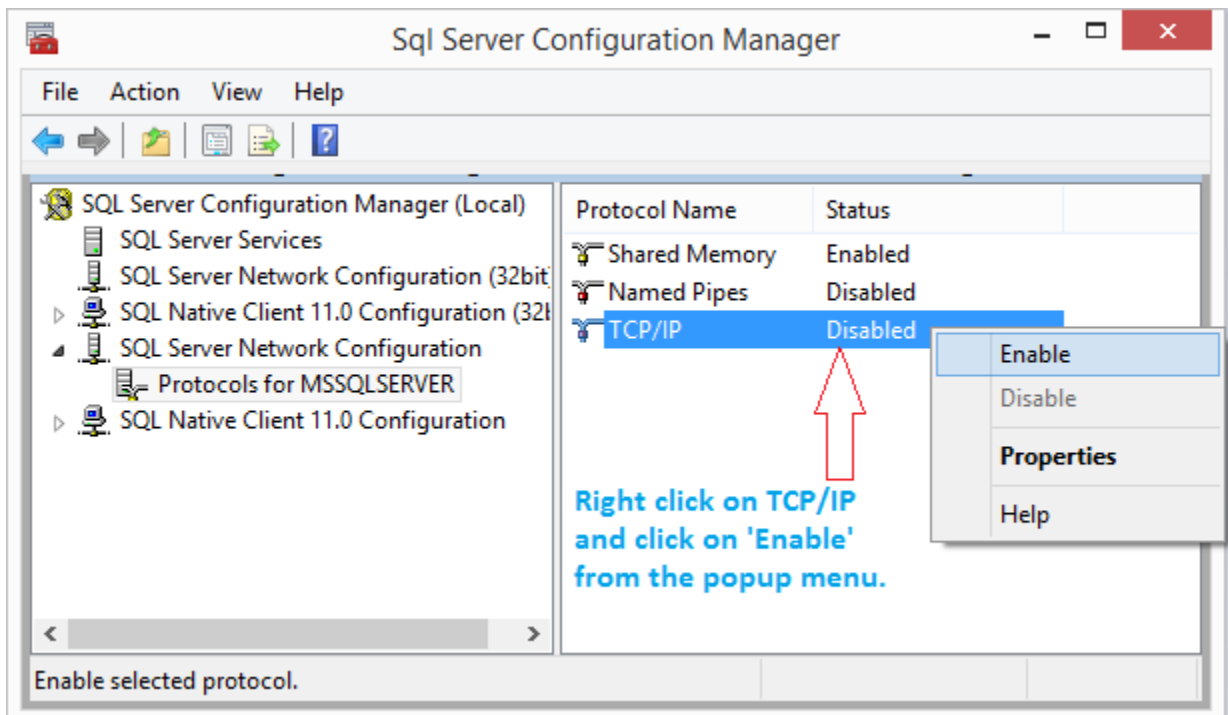 Sql Server Configuration Manager
File Action View Help
SQL Server Configuration Manager (Local)
SQL Server Services
SQL Server Network Configuration (32bit)
SQL Native Client 11.0 Configuration (32b
SQL Server Network Configuration
Protocols for MSSQLSERVER
SQL Native Client 11.0 Configuration
Protocol Name Status
Shared Memory Enabled
Named Pipes Disabled
TCP/IP Disabled
Enable
Disable
Properties
Help
Right click on TCP/IP
and click on 'Enable'
from the popup menu.
Enable selected protocol.